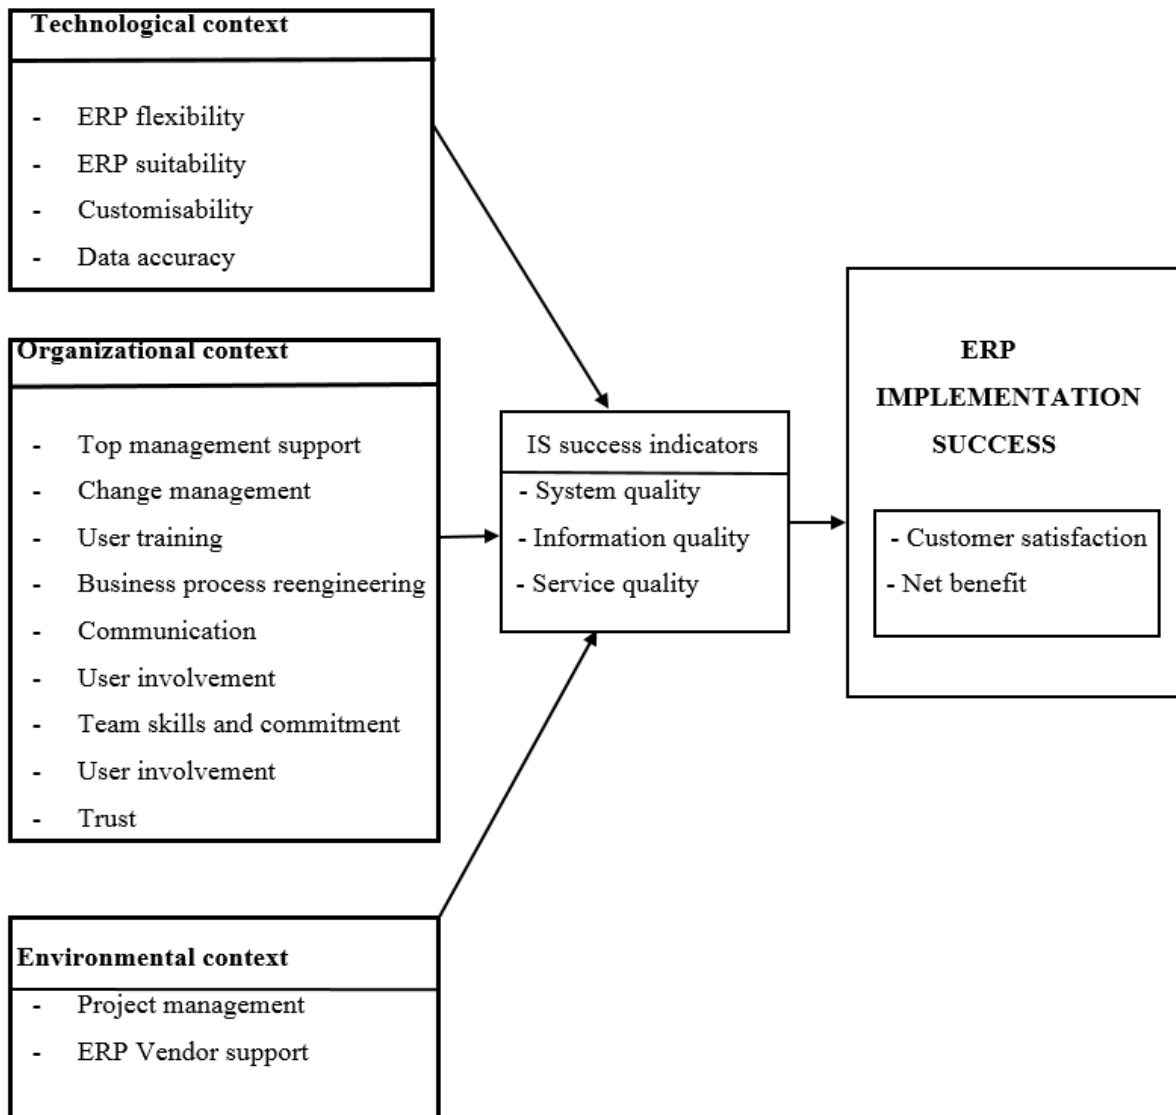 Technological context
- ERP flexibility
- ERP suitability
- Customisability
- Data accuracy
Organizational context
- Top management support
- Change management
- User training
- Business process reengineering
- Communication
- User involvement
- Team skills and commitment
- User involvement
- Trust
Environmental context
- Project management
- ERP Vendor support
IS success indicators
- System quality
- Information quality
- Service quality
ERP
IMPLEMENTATION
SUCCESS
- Customer satisfaction
- Net benefit